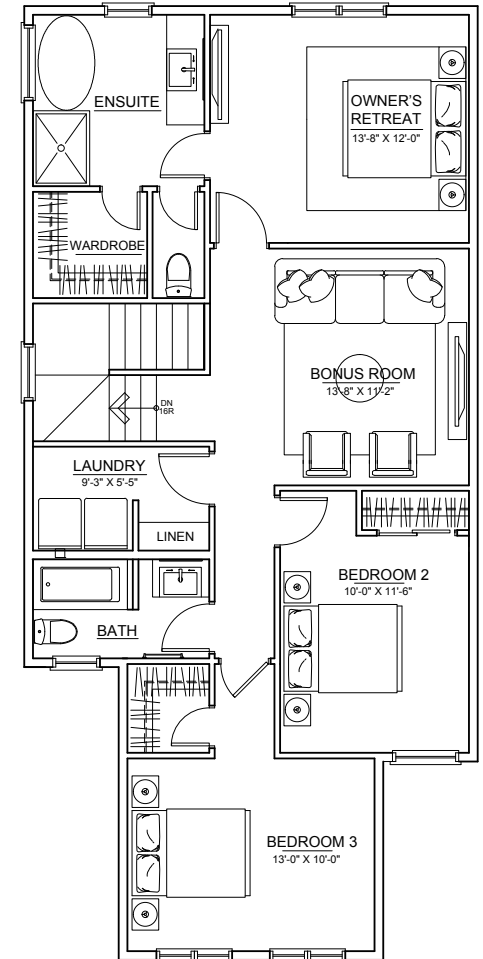 ENSUITE
OWNER'S
RETREAT
13'-8" X 12'-0"
WARDROBE
BONUS ROOM
13'-8" X 11'-2"
DN
16R
LAUNDRY
9'-3" X 5'-5"
LINEN
BEDROOM 2
10'-0" X 11'-6"
BATH
BEDROOM 3
13'-0" X 10'-0"